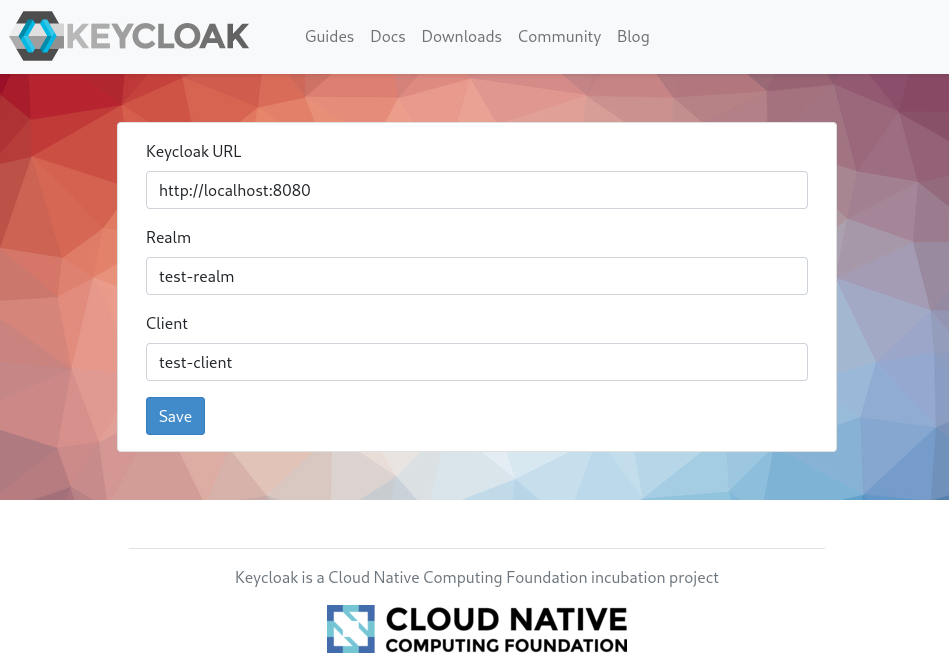 KEYCLOAK
Guides Docs Downloads Community Blog
Keycloak URL
http://localhost:8080
Realm
test-realm
Client
test-client
Save
Keycloak is a Cloud Native Computing Foundation incubation project
CLOUD NATIVE
COMPUTING FOUNDATION